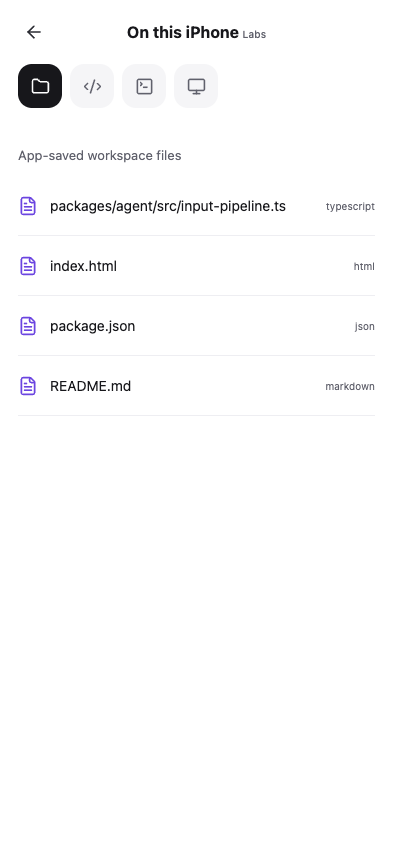 On this iPhone Labs
App-saved workspace files
packages/agent/src/input-pipeline.ts typescript
index.html html
package.json json
README.md markdown